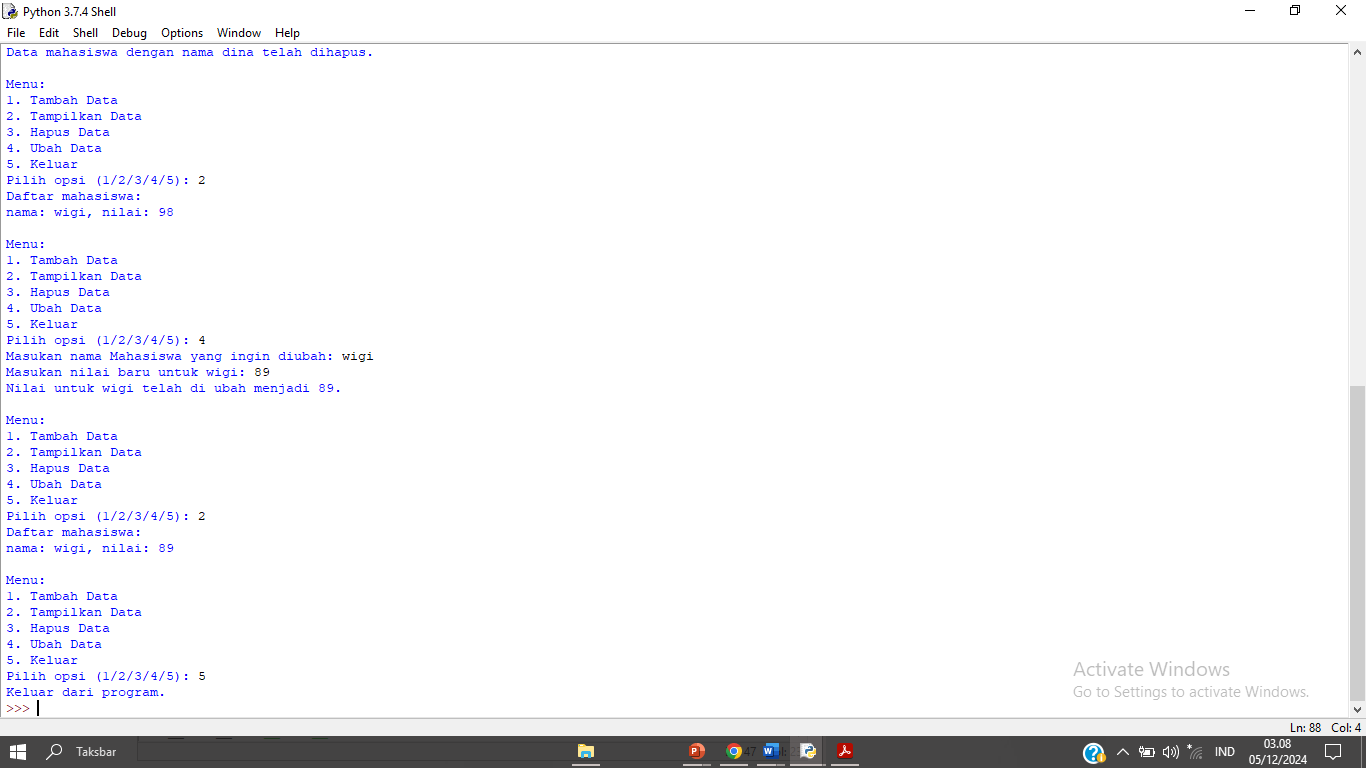 Python 3.7.4 Shell
File Edit Shell Debug Options Window Help
Data mahasiswa dengan nama dina telah dihapus.
Menu:
1. Tambah Data
2. Tampilkan Data
3. Hapus Data
4. Ubah Data
5. Keluar
Pilih opsi (1/2/3/4/5): 2
Daftar mahasiswa:
nama: wigi, nilai: 98
Menu:
1. Tambah Data
2. Tampilkan Data
3. Hapus Data
4. Ubah Data
5. Keluar
Pilih opsi (1/2/3/4/5): 4
Masukan nama Mahasiswa yang ingin diubah: wigi
Masukan nilai baru untuk wigi: 89
Nilai untuk wigi telah di ubah menjadi 89.
Menu:
1. Tambah Data
2. Tampilkan Data
3. Hapus Data
4. Ubah Data
5. Keluar
Pilih opsi (1/2/3/4/5): 2
Daftar mahasiswa:
nama: wigi, nilai: 89
Menu:
1. Tambah Data
2. Tampilkan Data
3. Hapus Data
4. Ubah Data
5. Keluar
Pilih opsi (1/2/3/4/5): 5
Keluar dari program.
>>>
Activate Windows
Go to Settings to activate Windows.
Ln: 88 Col: 4
Taksbar
IND
03.08
05/12/2024